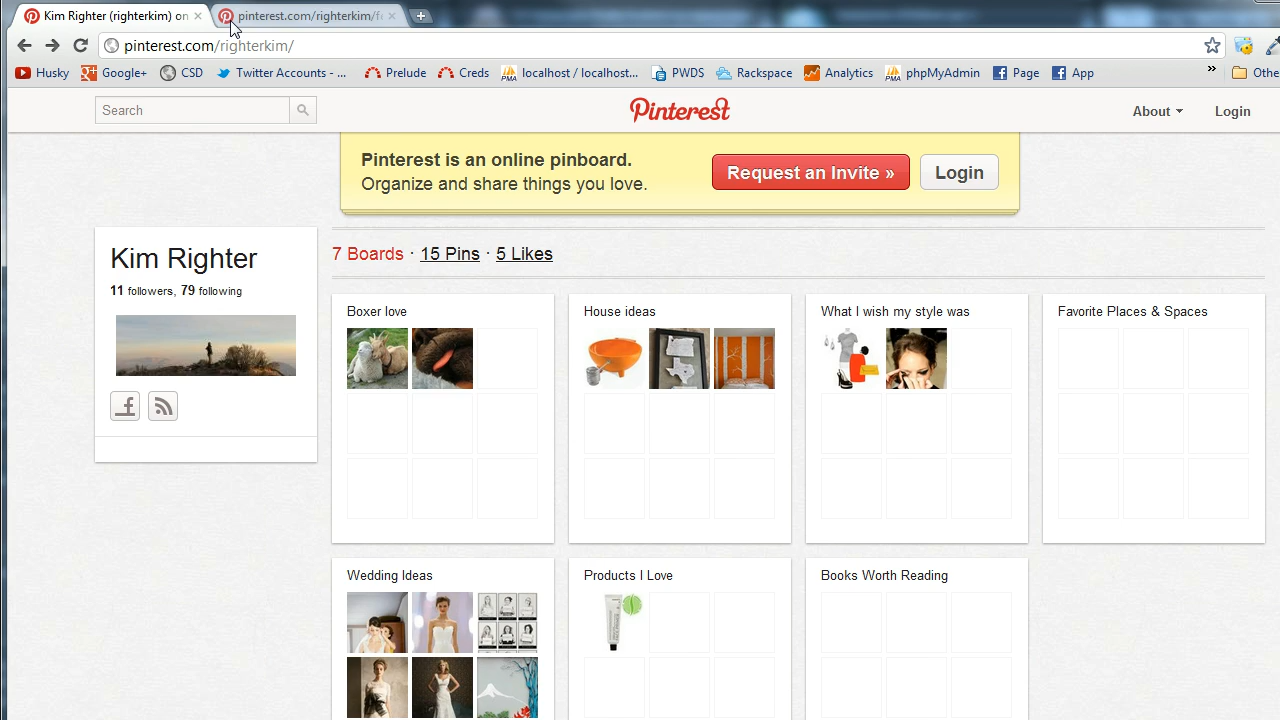 Kim Righter (righterkim) on
pinterest.com/righterkim/f
pinterest.com/righterkim/
Husky Google+ CSD Twitter Accounts - ... Prelude Creds localhost / localhost... PWDS Rackspace Analytics phpMyAdmin Page App » Othe
Search Pinterest About Login
Pinterest is an online pinboard.
Organize and share things you love.
Request an Invite » Login
Kim Righter
11 followers, 79 following
7 Boards · 15 Pins · 5 Likes
Boxer love House ideas What I wish my style was Favorite Places & Spaces
Wedding Ideas Products I Love Books Worth Reading